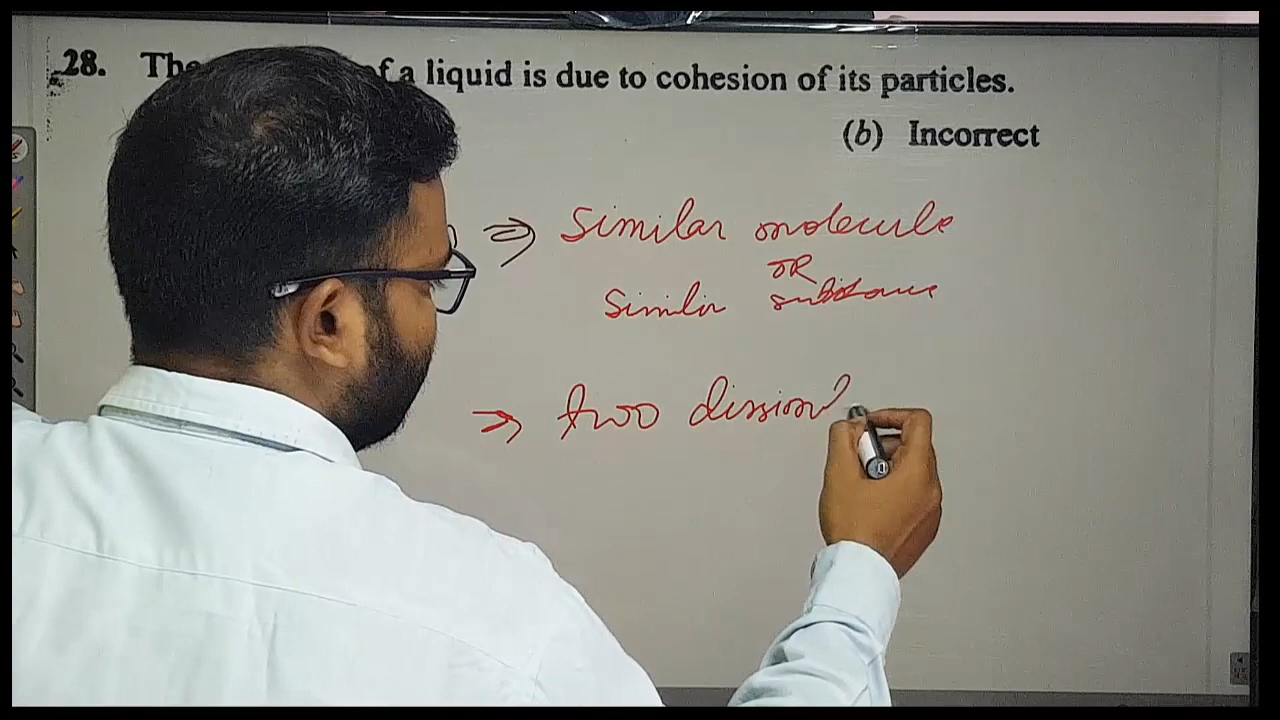 28. The of a liquid is due to cohesion of its particles.
(b) Incorrect
⇒ Similar molecule
OR
Similar substance
→ two dissimi